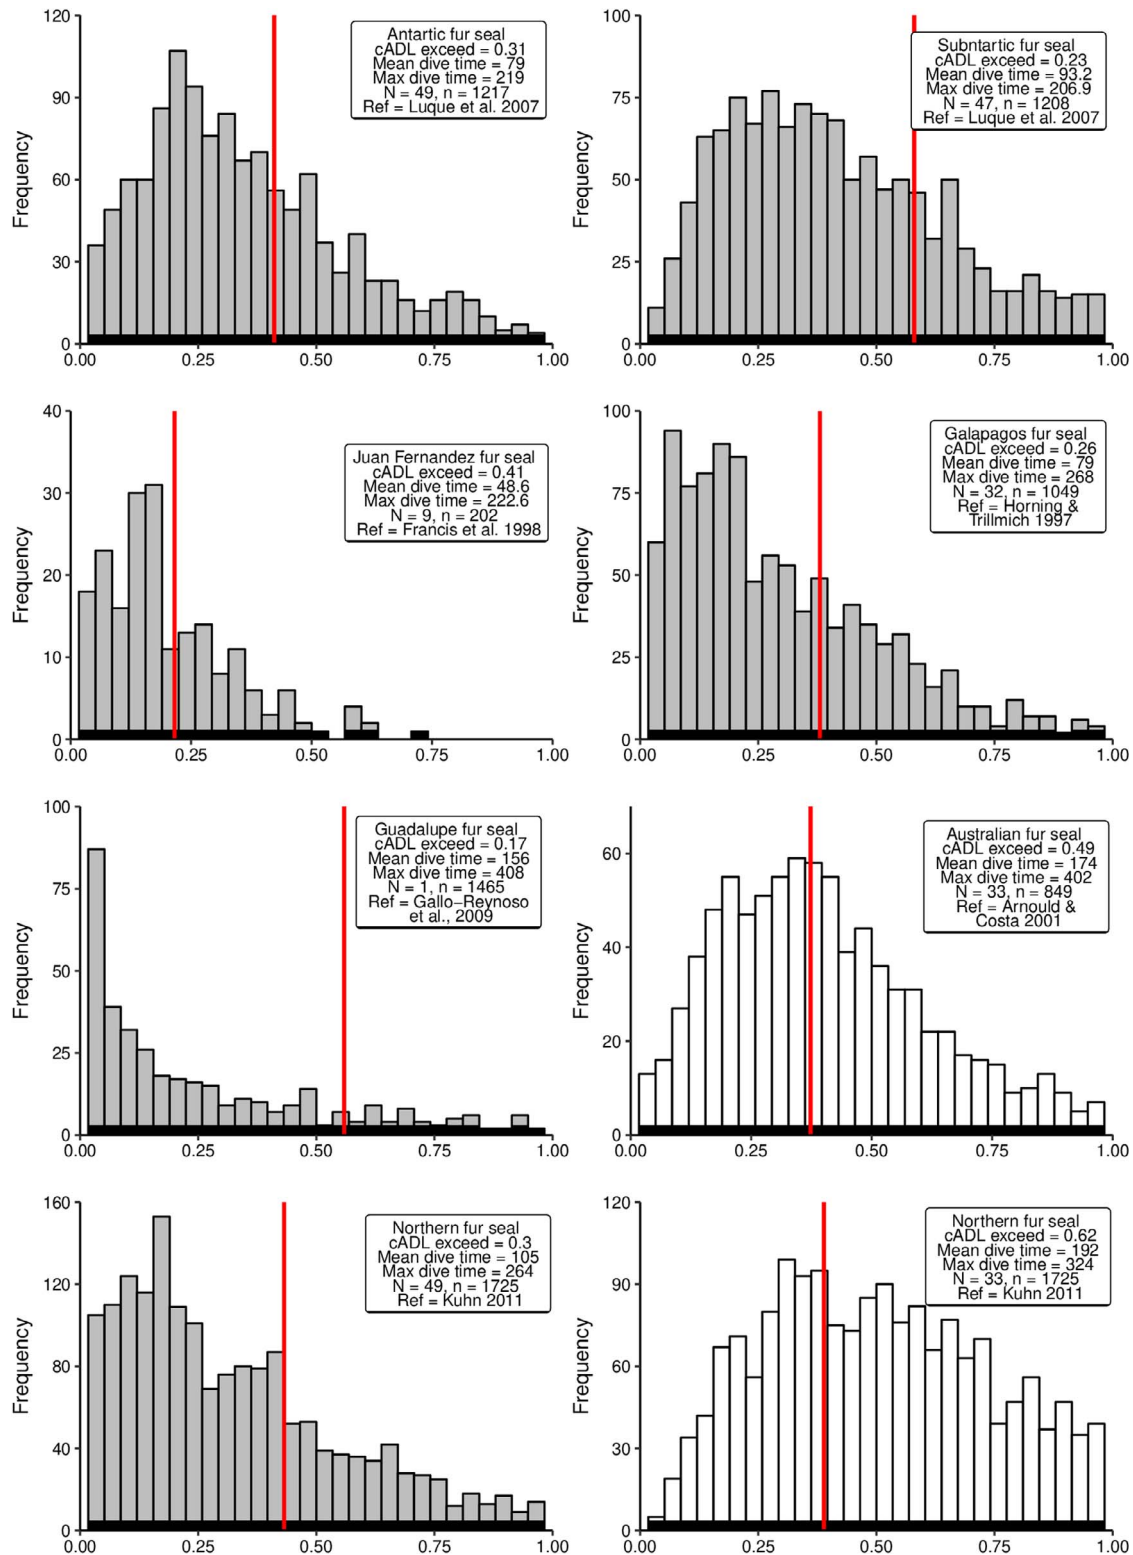 120
90
60
30
0
Frequency
0.00 0.25 0.50 0.75 1.00
Antartic fur seal
cADL exceed = 0.31
Mean dive time = 79
Max dive time = 219
N = 49, n = 1217
Ref = Luque et al. 2007
100
75
50
25
0
Frequency
0.00 0.25 0.50 0.75 1.00
Subntartic fur seal
cADL exceed = 0.23
Mean dive time = 93.2
Max dive time = 206.9
N = 47, n = 1208
Ref = Luque et al. 2007
40
30
20
10
0
Frequency
0.00 0.25 0.50 0.75 1.00
Juan Fernandez fur seal
cADL exceed = 0.41
Mean dive time = 48.6
Max dive time = 222.6
N = 9, n = 202
Ref = Francis et al. 1998
100
75
50
25
0
Frequency
0.00 0.25 0.50 0.75 1.00
Galapagos fur seal
cADL exceed = 0.26
Mean dive time = 79
Max dive time = 268
N = 32, n = 1049
Ref = Horning &
Trillmich 1997
100
75
50
25
0
Frequency
0.00 0.25 0.50 0.75 1.00
Guadalupe fur seal
cADL exceed = 0.17
Mean dive time = 156
Max dive time = 408
N = 1, n = 1465
Ref = Gallo−Reynoso
et al., 2009
60
40
20
0
Frequency
0.00 0.25 0.50 0.75 1.00
Australian fur seal
cADL exceed = 0.49
Mean dive time = 174
Max dive time = 402
N = 33, n = 849
Ref = Arnould &
Costa 2001
160
120
80
40
0
Frequency
0.00 0.25 0.50 0.75 1.00
Northern fur seal
cADL exceed = 0.3
Mean dive time = 105
Max dive time = 264
N = 49, n = 1725
Ref = Kuhn 2011
120
90
60
30
0
Frequency
0.00 0.25 0.50 0.75 1.00
Northern fur seal
cADL exceed = 0.62
Mean dive time = 192
Max dive time = 324
N = 33, n = 1725
Ref = Kuhn 2011